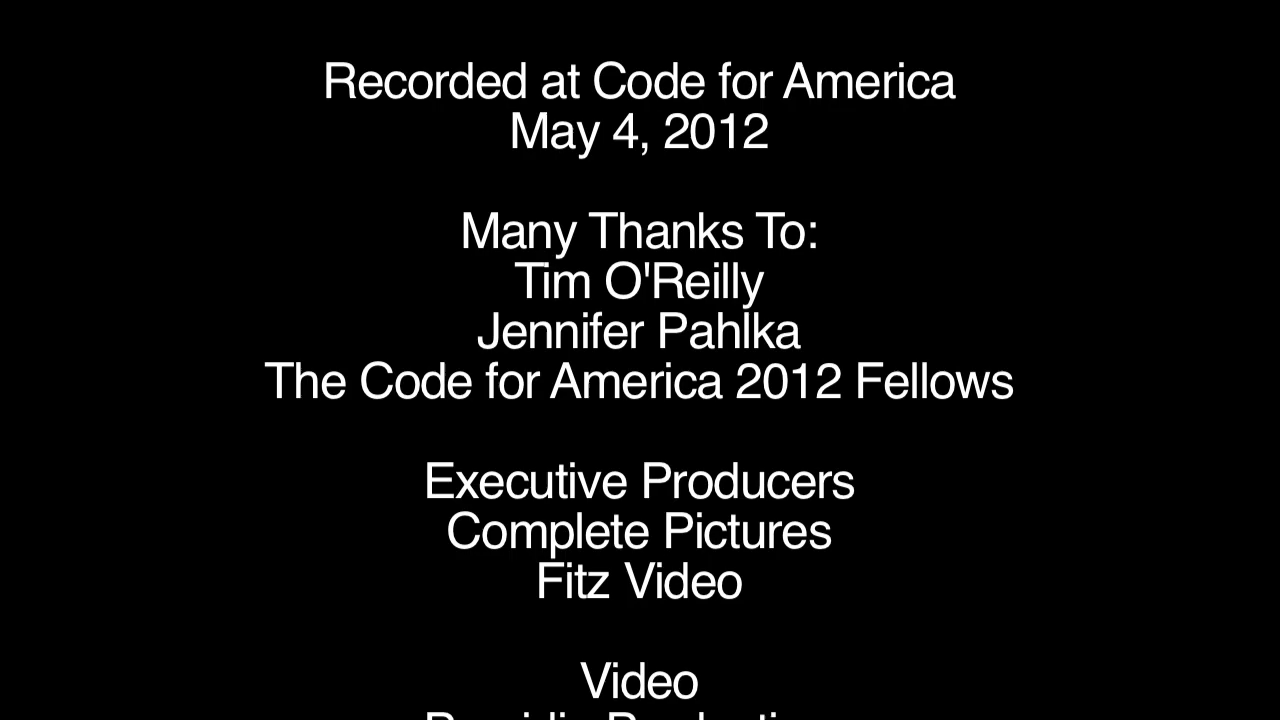 Recorded at Code for America
May 4, 2012
Many Thanks To:
Tim O'Reilly
Jennifer Pahlka
The Code for America 2012 Fellows
Executive Producers
Complete Pictures
Fitz Video
Video